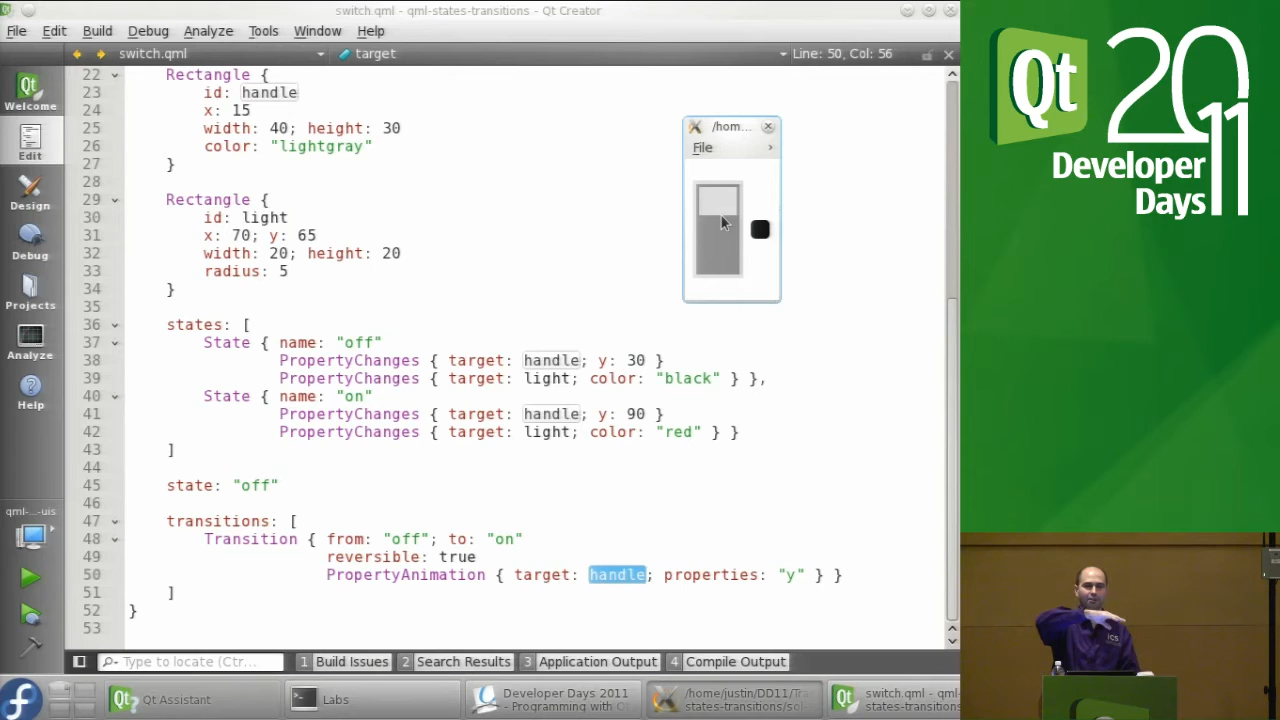 switch.qml - qml-states-transitions - Qt Creator
File Edit Build Debug Analyze Tools Window Help
switch.qml target Line: 50, Col: 56
22 Rectangle {
23 id: handle
24 x: 15
25 width: 40; height: 30
26 color: "lightgray"
27 }
28
29 Rectangle {
30 id: light
31 x: 70; y: 65
32 width: 20; height: 20
33 radius: 5
34 }
35
36 states: [
37 State { name: "off"
38 PropertyChanges { target: handle; y: 30 }
39 PropertyChanges { target: light; color: "black" } },
40 State { name: "on"
41 PropertyChanges { target: handle; y: 90 }
42 PropertyChanges { target: light; color: "red" } }
43 ]
44
45 state: "off"
46
47 transitions: [
48 Transition { from: "off"; to: "on"
49 reversible: true
50 PropertyAnimation { target: handle; properties: "y" } }
51 ]
52 }
53
Qt
Welcome
Edit
Design
Debug
Projects
Analyze
Help
qml-...-uis
/hom...
File
Type to locate (Ctr...
1 Build Issues 2 Search Results 3 Application Output 4 Compile Output
Qt Assistant
Labs
Developer Days 2011
- Programming with Qt
/home/justin/DD11/Tra
states-transitions/sol
switch.qml - qml-
states-transitions
Qt 2011
Developer
Days
ICS